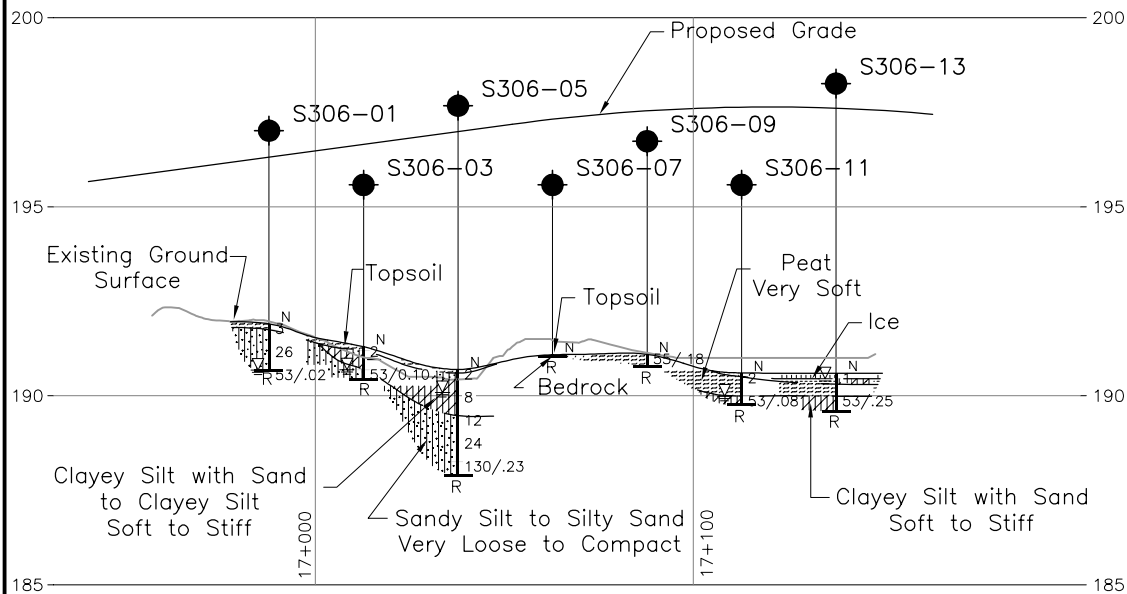 200
200
Proposed Grade
S306-13
S306-05
S306-01
S306-09
S306-03
S306-07
S306-11
195
195
Existing Ground
Surface
Topsoil
Peat
Very Soft
Topsoil
Ice
N
3
26
53/.02
R
N
2
53/0.10
R
N
8
12
24
130/.23
R
N
R
Bedrock
N
55/.18
R
N
2
53/.08
R
N
1
53/.25
R
190
190
Clayey Silt with Sand
to Clayey Silt
Soft to Stiff
Sandy Silt to Silty Sand
Very Loose to Compact
Clayey Silt with Sand
Soft to Stiff
17+000
17+100
185
185